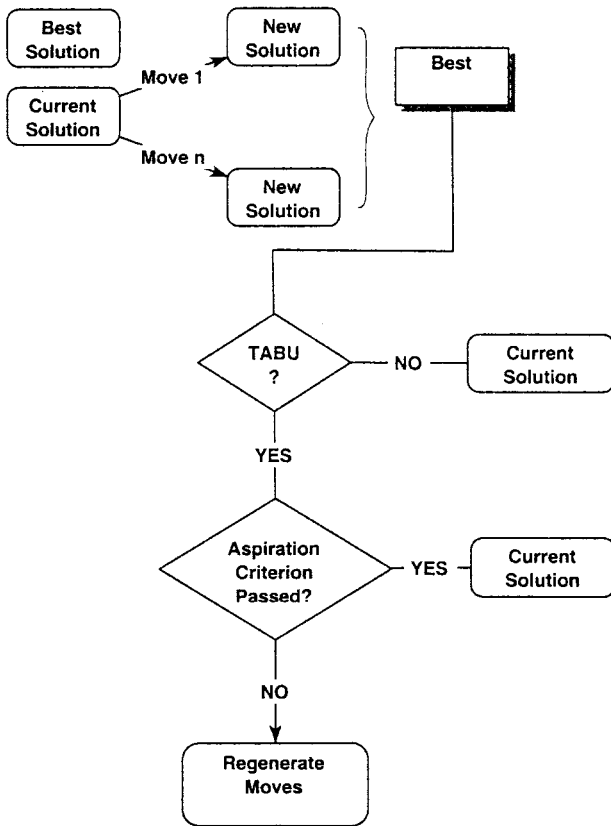 Best
Solution
New
Solution
Best
Move 1
Current
Solution
Move n
New
Solution
TABU
?
NO
Current
Solution
YES
Aspiration
Criterion
Passed?
YES
Current
Solution
NO
Regenerate
Moves